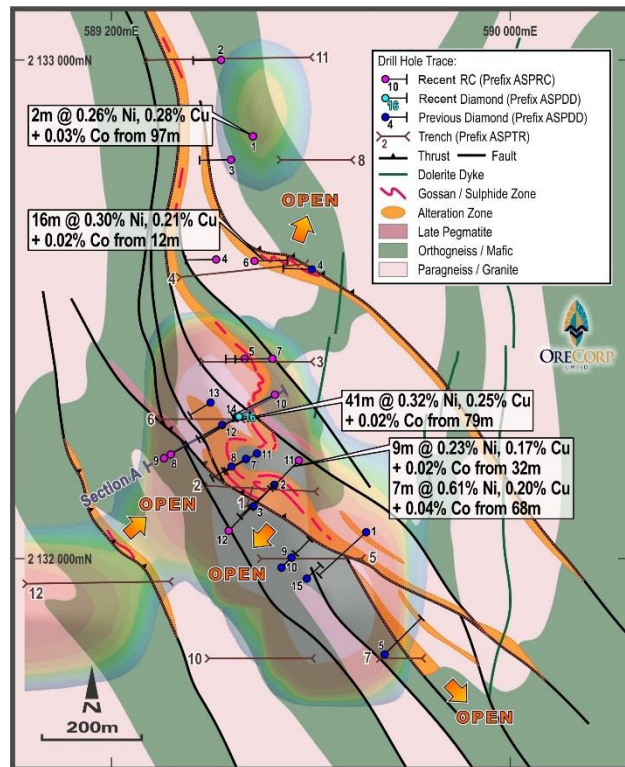 589 200mE
590 000mE
2 133 000mN
2
11
Drill Hole Trace:
10 Recent RC (Prefix ASPRC)
16 Recent Diamond (Prefix ASPDD)
4 Previous Diamond (Prefix ASPDD)
2 Trench (Prefix ASPTR)
Thrust Fault
Dolerite Dyke
Gossan / Sulphide Zone
Alteration Zone
Late Pegmatite
Orthogneiss / Mafic
Paragneiss / Granite
2m @ 0.26% Ni, 0.28% Cu
+ 0.03% Co from 97m
1
3
8
OPEN
16m @ 0.30% Ni, 0.21% Cu
+ 0.02% Co from 12m
4
6
4
4
ORECORP
LIMITED
5
7
3
10
13
14
16
41m @ 0.32% Ni, 0.25% Cu
+ 0.02% Co from 79m
6
12
9m @ 0.23% Ni, 0.17% Cu
+ 0.02% Co from 32m
7m @ 0.61% Ni, 0.20% Cu
+ 0.04% Co from 68m
9
8
8
7
11
11
Section A
2
2
1
3
OPEN
12
1
OPEN
9
10
5
15
2 132 000mN
12
10
5
7
OPEN
N
200m